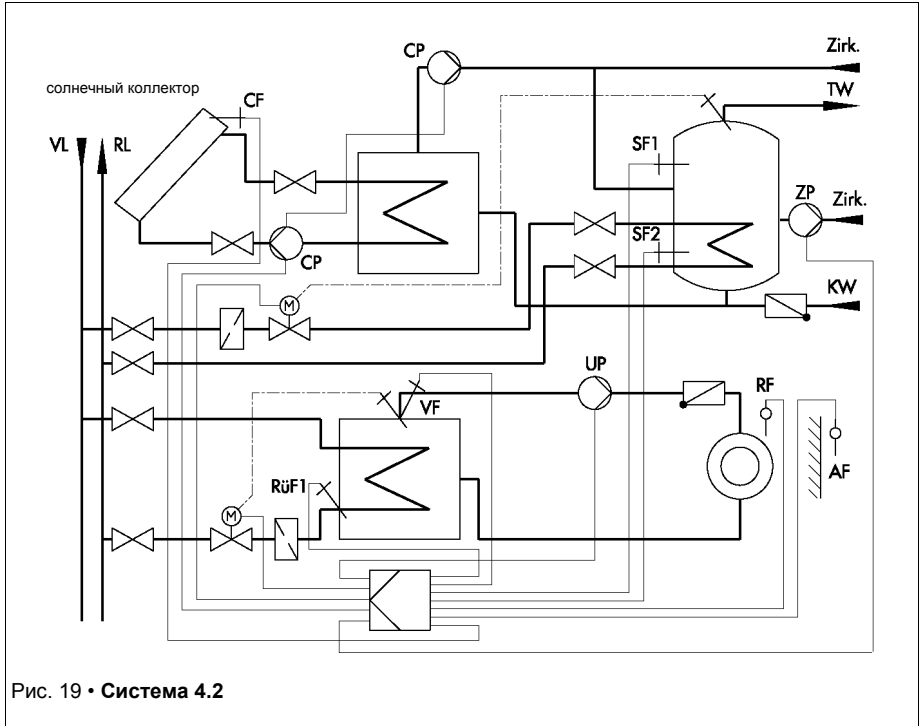 CP
Zirk.
TW
солнечный коллектор
CF
VL
RL
SF1
ZP
Zirk.
SF2
CP
M
KW
UP
VF
RF
AF
RüF1
M
Рис. 19 • Система 4.2